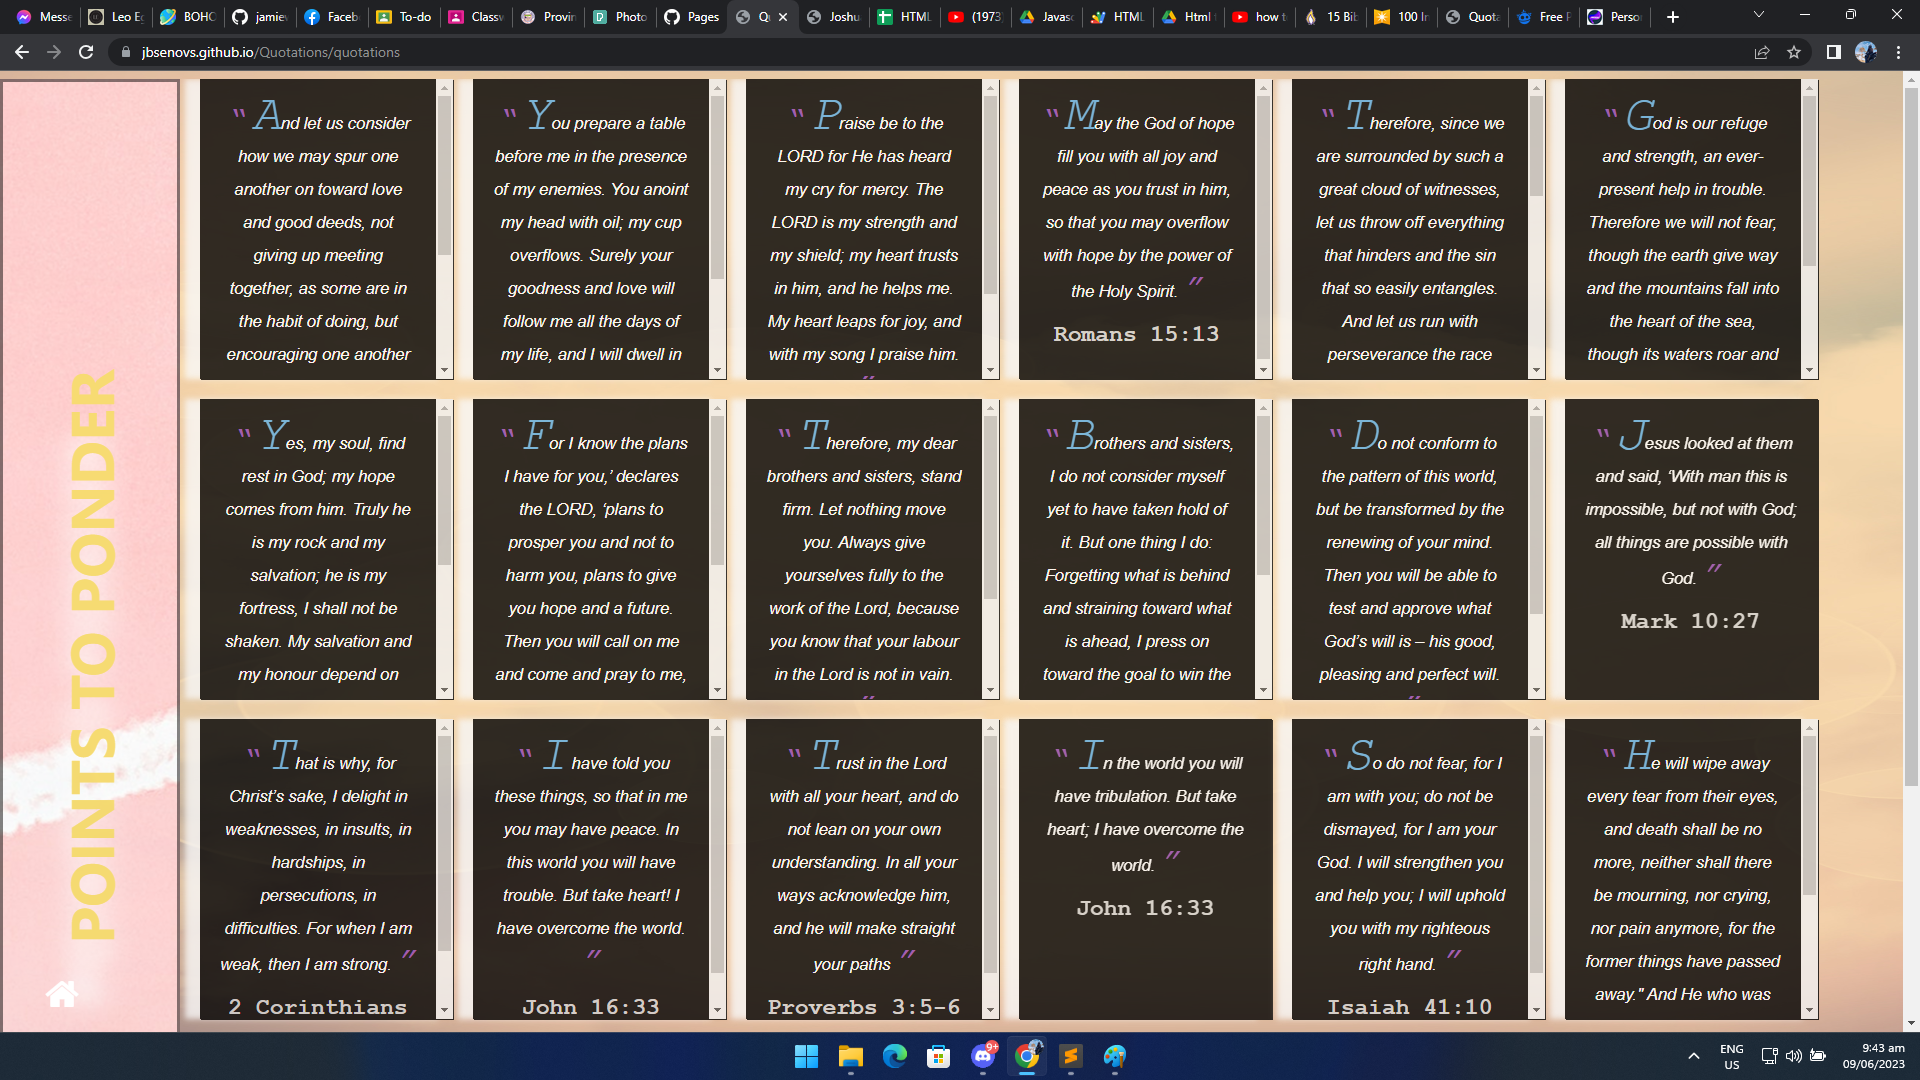 Messe
Leo Eg
BOHO
jamiev
Faceb
To-do
Classw
Provin
Photo
Pages
Qu
Joshu
HTML
(1973)
Javasc
HTML
Html f
how to
15 Bib
100 In
Quota
Free P
Perso
jbsenovs.github.io/Quotations/quotations
POINTS TO PONDER
" And let us consider
how we may spur one
another on toward love
and good deeds, not
giving up meeting
together, as some are in
the habit of doing, but
encouraging one another
" You prepare a table
before me in the presence
of my enemies. You anoint
my head with oil; my cup
overflows. Surely your
goodness and love will
follow me all the days of
my life, and I will dwell in
" Praise be to the
LORD for He has heard
my cry for mercy. The
LORD is my strength and
my shield; my heart trusts
in him, and he helps me.
My heart leaps for joy, and
with my song I praise him.
"
" May the God of hope
fill you with all joy and
peace as you trust in him,
so that you may overflow
with hope by the power of
the Holy Spirit. "
Romans 15:13
" Therefore, since we
are surrounded by such a
great cloud of witnesses,
let us throw off everything
that hinders and the sin
that so easily entangles.
And let us run with
perseverance the race
" God is our refuge
and strength, an ever-
present help in trouble.
Therefore we will not fear,
though the earth give way
and the mountains fall into
the heart of the sea,
though its waters roar and
" Yes, my soul, find
rest in God; my hope
comes from him. Truly he
is my rock and my
salvation; he is my
fortress, I shall not be
shaken. My salvation and
my honour depend on
" For I know the plans
I have for you,’ declares
the LORD, ‘plans to
prosper you and not to
harm you, plans to give
you hope and a future.
Then you will call on me
and come and pray to me,
" Therefore, my dear
brothers and sisters, stand
firm. Let nothing move
you. Always give
yourselves fully to the
work of the Lord, because
you know that your labour
in the Lord is not in vain.
"
" Brothers and sisters,
I do not consider myself
yet to have taken hold of
it. But one thing I do:
Forgetting what is behind
and straining toward what
is ahead, I press on
toward the goal to win the
" Do not conform to
the pattern of this world,
but be transformed by the
renewing of your mind.
Then you will be able to
test and approve what
God’s will is – his good,
pleasing and perfect will.
"
" Jesus looked at them
and said, ‘With man this is
impossible, but not with God;
all things are possible with
God. "
Mark 10:27
" That is why, for
Christ’s sake, I delight in
weaknesses, in insults, in
hardships, in
persecutions, in
difficulties. For when I am
weak, then I am strong. "
2 Corinthians
" I have told you
these things, so that in me
you may have peace. In
this world you will have
trouble. But take heart! I
have overcome the world.
"
John 16:33
" Trust in the Lord
with all your heart, and do
not lean on your own
understanding. In all your
ways acknowledge him,
and he will make straight
your paths "
Proverbs 3:5-6
" In the world you will
have tribulation. But take
heart; I have overcome the
world. "
John 16:33
" So do not fear, for I
am with you; do not be
dismayed, for I am your
God. I will strengthen you
and help you; I will uphold
you with my righteous
right hand. "
Isaiah 41:10
" He will wipe away
every tear from their eyes,
and death shall be no
more, neither shall there
be mourning, nor crying,
nor pain anymore, for the
former things have passed
away." And He who was
9+
ENG
US
9:43 am
09/06/2023